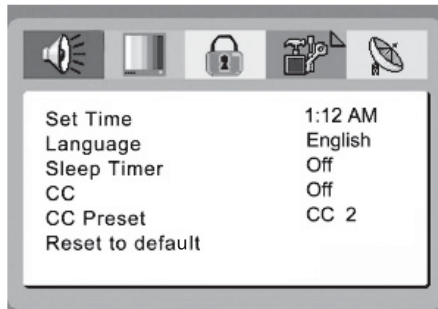 Set Time 1:12 AM
Language English
Sleep Timer Off
CC Off
CC Preset CC 2
Reset to default